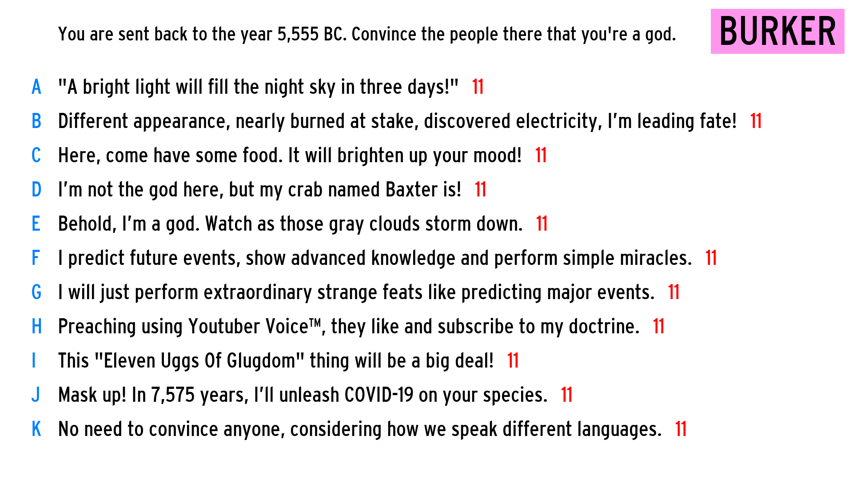 You are sent back to the year 5,555 BC. Convince the people there that you're a god.
BURKER
A "A bright light will fill the night sky in three days!" 11
B Different appearance, nearly burned at stake, discovered electricity, I'm leading fate! 11
C Here, come have some food. It will brighten up your mood! 11
D I'm not the god here, but my crab named Baxter is! 11
E Behold, I'm a god. Watch as those gray clouds storm down. 11
F I predict future events, show advanced knowledge and perform simple miracles. 11
G I will just perform extraordinary strange feats like predicting major events. 11
H Preaching using Youtuber Voice™, they like and subscribe to my doctrine. 11
I This "Eleven Uggs Of Glugdom" thing will be a big deal! 11
J Mask up! In 7,575 years, I'll unleash COVID-19 on your species. 11
K No need to convince anyone, considering how we speak different languages. 11